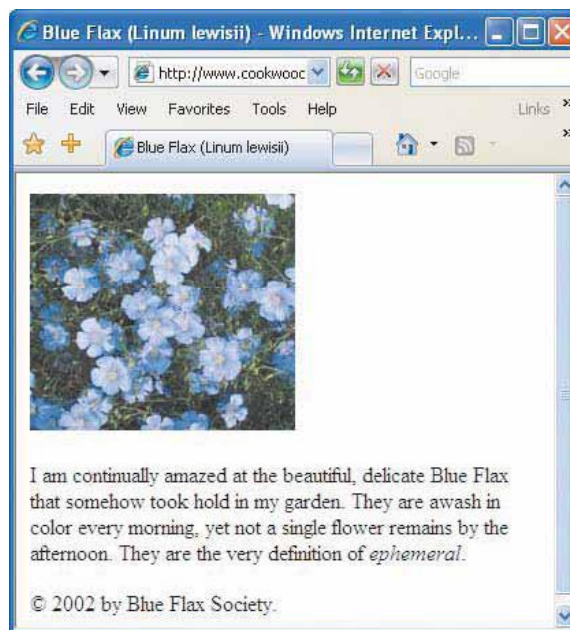 Blue Flax (Linum lewisii) - Windows Internet Expl...
http://www.cookwooc
Google
File Edit View Favorites Tools Help Links »
»
Blue Flax (Linum lewisii)
I am continually amazed at the beautiful, delicate Blue Flax
that somehow took hold in my garden. They are awash in
color every morning, yet not a single flower remains by the
afternoon. They are the very definition of ephemeral.
© 2002 by Blue Flax Society.